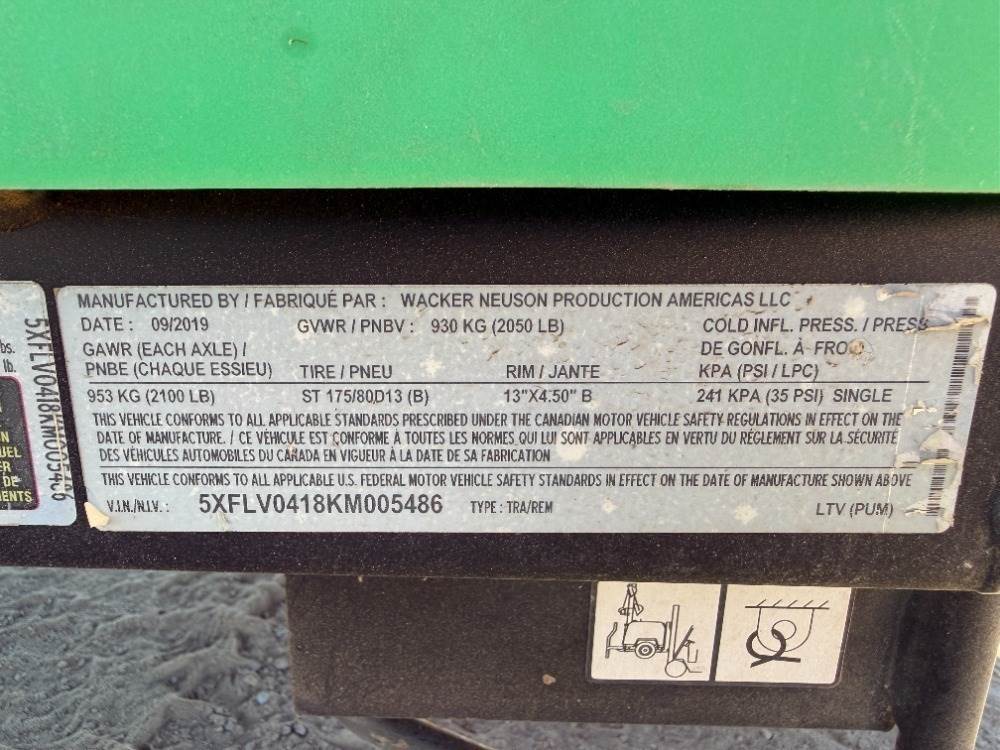 MANUFACTURED BY / FABRIQUÉ PAR : WACKER NEUSON PRODUCTION AMERICAS LLC
DATE : 09/2019 GVWR / PNBV : 930 KG (2050 LB) COLD INFL. PRESS. / PRESS
GAWR (EACH AXLE) / DE GONFL. À FROID
PNBE (CHAQUE ESSIEU) TIRE / PNEU RIM / JANTE KPA (PSI / LPC)
953 KG (2100 LB) ST 175/80D13 (B) 13"X4.50" B 241 KPA (35 PSI) SINGLE
THIS VEHICLE CONFORMS TO ALL APPLICABLE STANDARDS PRESCRIBED UNDER THE CANADIAN MOTOR VEHICLE SAFETY REGULATIONS IN EFFECT ON THE
DATE OF MANUFACTURE. / CE VÉHICULE EST CONFORME À TOUTES LES NORMES QUI LUI SONT APPLICABLES EN VERTU DU RÈGLEMENT SUR LA SÉCURITÉ
DES VÉHICULES AUTOMOBILES DU CANADA EN VIGUEUR À LA DATE DE SA FABRICATION
THIS VEHICLE CONFORMS TO ALL APPLICABLE U.S. FEDERAL MOTOR VEHICLE SAFETY STANDARDS IN EFFECT ON THE DATE OF MANUFACTURE SHOWN ABOVE
V.I.N./N.I.V. : 5XFLV0418KM005486 TYPE : TRA/REM LTV (PUM)
5XFLV0418KM005486
bs.
lb.
N
UEL
ER
DE
MENTS